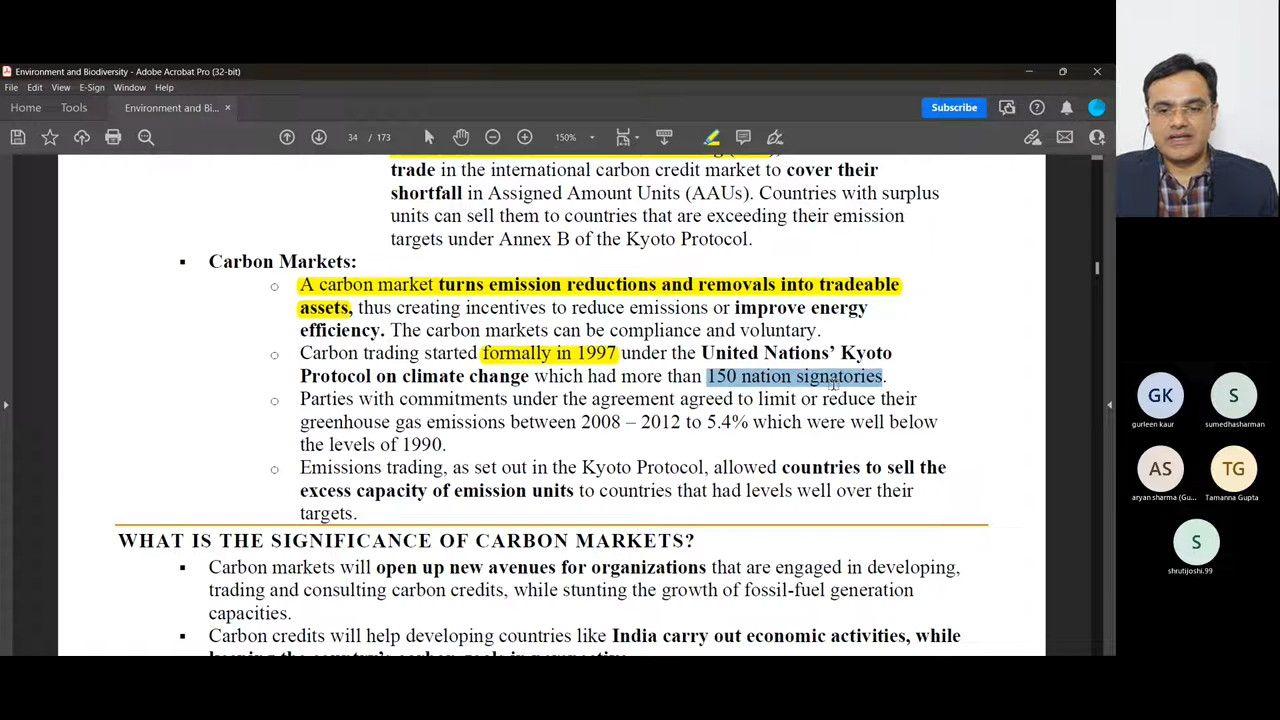 Environment and Biodiversity - Adobe Acrobat Pro (32-bit)
File Edit View E-Sign Window Help
Home Tools Environment and Bi... × Subscribe
34 / 173 150%
trade in the international carbon credit market to cover their
shortfall in Assigned Amount Units (AAUs). Countries with surplus
units can sell them to countries that are exceeding their emission
targets under Annex B of the Kyoto Protocol.
▪ Carbon Markets:
○ A carbon market turns emission reductions and removals into tradeable
assets, thus creating incentives to reduce emissions or improve energy
efficiency. The carbon markets can be compliance and voluntary.
○ Carbon trading started formally in 1997 under the United Nations’ Kyoto
Protocol on climate change which had more than 150 nation signatories.
○ Parties with commitments under the agreement agreed to limit or reduce their
greenhouse gas emissions between 2008 – 2012 to 5.4% which were well below
the levels of 1990.
○ Emissions trading, as set out in the Kyoto Protocol, allowed countries to sell the
excess capacity of emission units to countries that had levels well over their
targets.
WHAT IS THE SIGNIFICANCE OF CARBON MARKETS?
▪ Carbon markets will open up new avenues for organizations that are engaged in developing,
trading and consulting carbon credits, while stunting the growth of fossil-fuel generation
capacities.
▪ Carbon credits will help developing countries like India carry out economic activities, while
GK S
gurleen kaur sumedhasharman
AS TG
aryan sharma (Gu... Tamanna Gupta
S
shrutijoshi.99